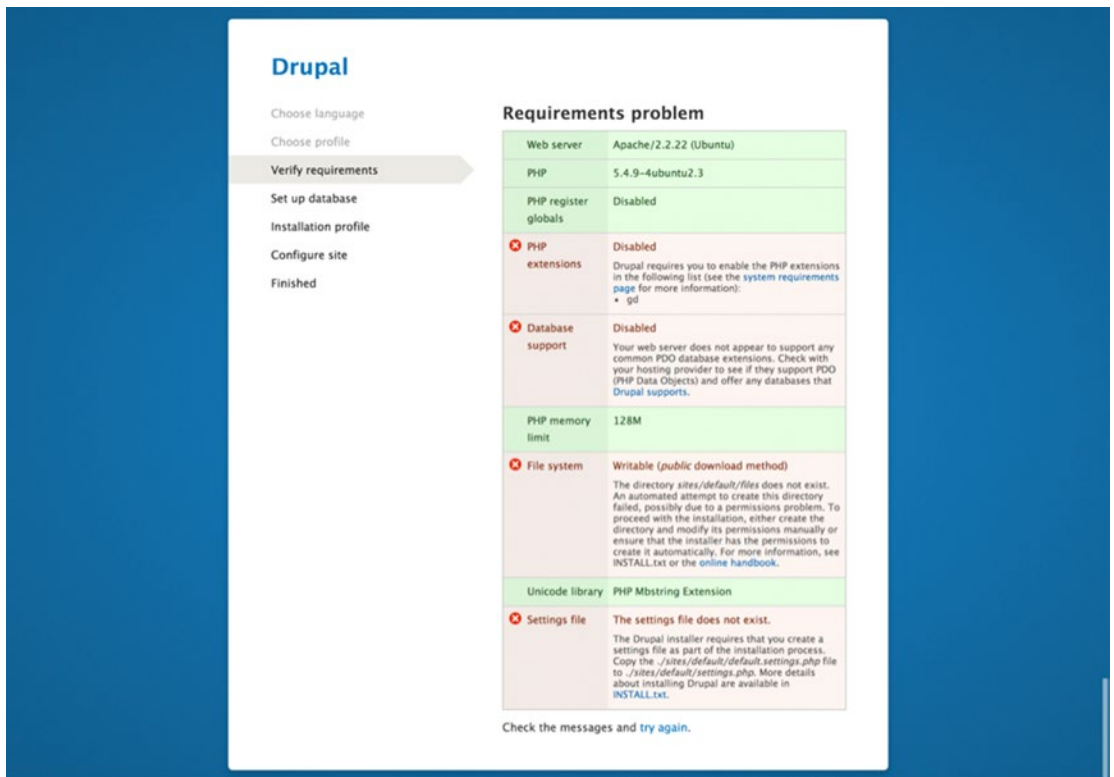 Drupal
Choose language
Choose profile
Verify requirements
Set up database
Installation profile
Configure site
Finished
Requirements problem
Web server Apache/2.2.22 (Ubuntu)
PHP 5.4.9-4ubuntu2.3
PHP register Disabled
globals
PHP Disabled
extensions
Drupal requires you to enable the PHP extensions
in the following list (see the system requirements
page for more information):
• gd
Database Disabled
support
Your web server does not appear to support any
common PDO database extensions. Check with
your hosting provider to see if they support PDO
(PHP Data Objects) and offer any databases that
Drupal supports.
PHP memory 128M
limit
File system Writable (public download method)
The directory sites/default/files does not exist.
An automated attempt to create this directory
failed, possibly due to a permissions problem. To
proceed with the installation, either create the
directory and modify its permissions manually or
ensure that the installer has the permissions to
create it automatically. For more information, see
INSTALL.txt or the online handbook.
Unicode library PHP Mbstring Extension
Settings file The settings file does not exist.
The Drupal installer requires that you create a
settings file as part of the installation process.
Copy the ./sites/default/default.settings.php file
to ./sites/default/settings.php. More details
about installing Drupal are available in
INSTALL.txt.
Check the messages and try again.